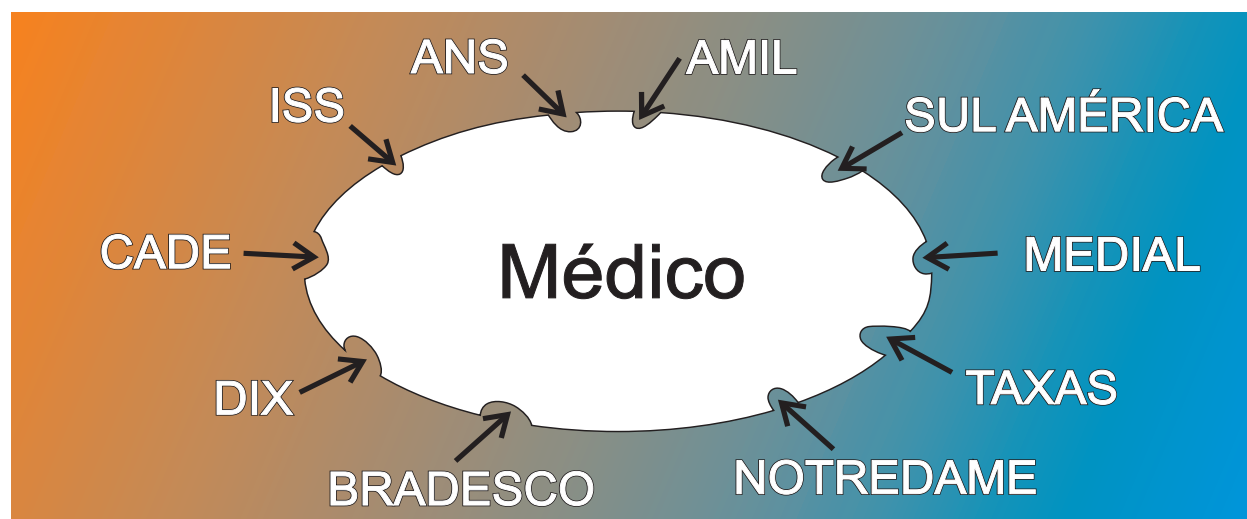 ANS
AMIL
ISS
SUL AMÉRICA
CADE
Médico
MEDIAL
DIX
TAXAS
BRADESCO
NOTREDAME